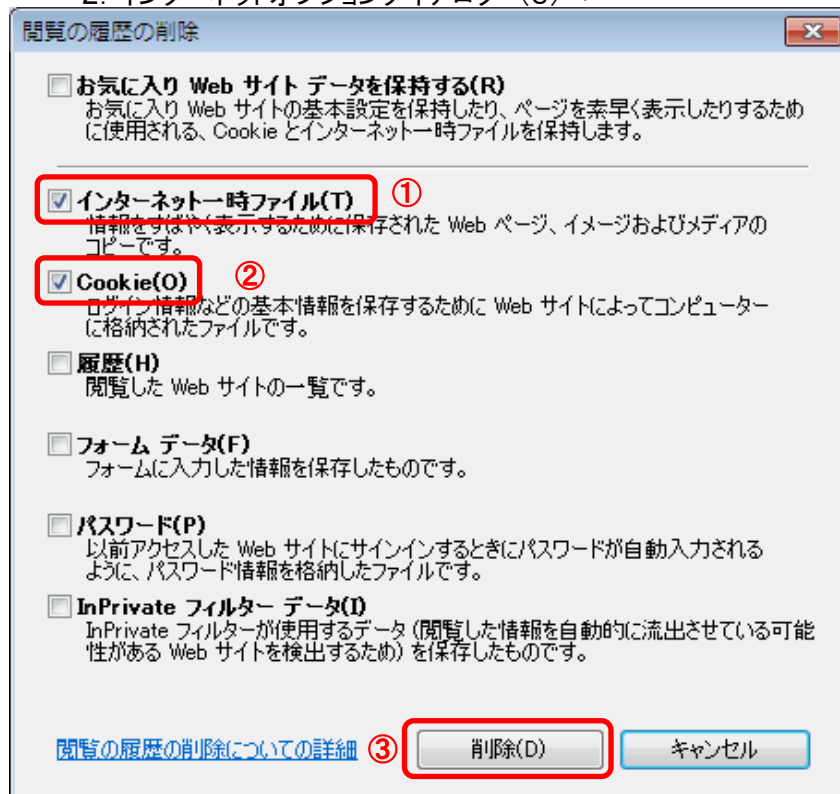 2. インターネットオプションダイアログ
閲覧の履歴の削除
お気に入り Web サイト データを保持する(R)
お気に入り Web サイトの基本設定を保持したり、ページを素早く表示したりするため
に使用される、Cookie とインターネット一時ファイルを保持します。
インターネット一時ファイル(T) ①
情報をすばやく表示するために保存された Web ページ、イメージおよびメディアの
コピーです。
Cookie(O) ②
ログイン情報などの基本情報を保存するために Web サイトによってコンピューター
に格納されたファイルです。
履歴(H)
閲覧した Web サイトの一覧です。
フォーム データ(F)
フォームに入力した情報を保存したものです。
パスワード(P)
以前アクセスした Web サイトにサインインするときにパスワードが自動入力される
ように、パスワード情報を格納したファイルです。
InPrivate フィルター データ(I)
InPrivate フィルターが使用するデータ (閲覧した情報を自動的に流出させている可能
性がある Web サイトを検出するため) を保存したものです。
閲覧の履歴の削除についての詳細 ③ 削除(D) キャンセル